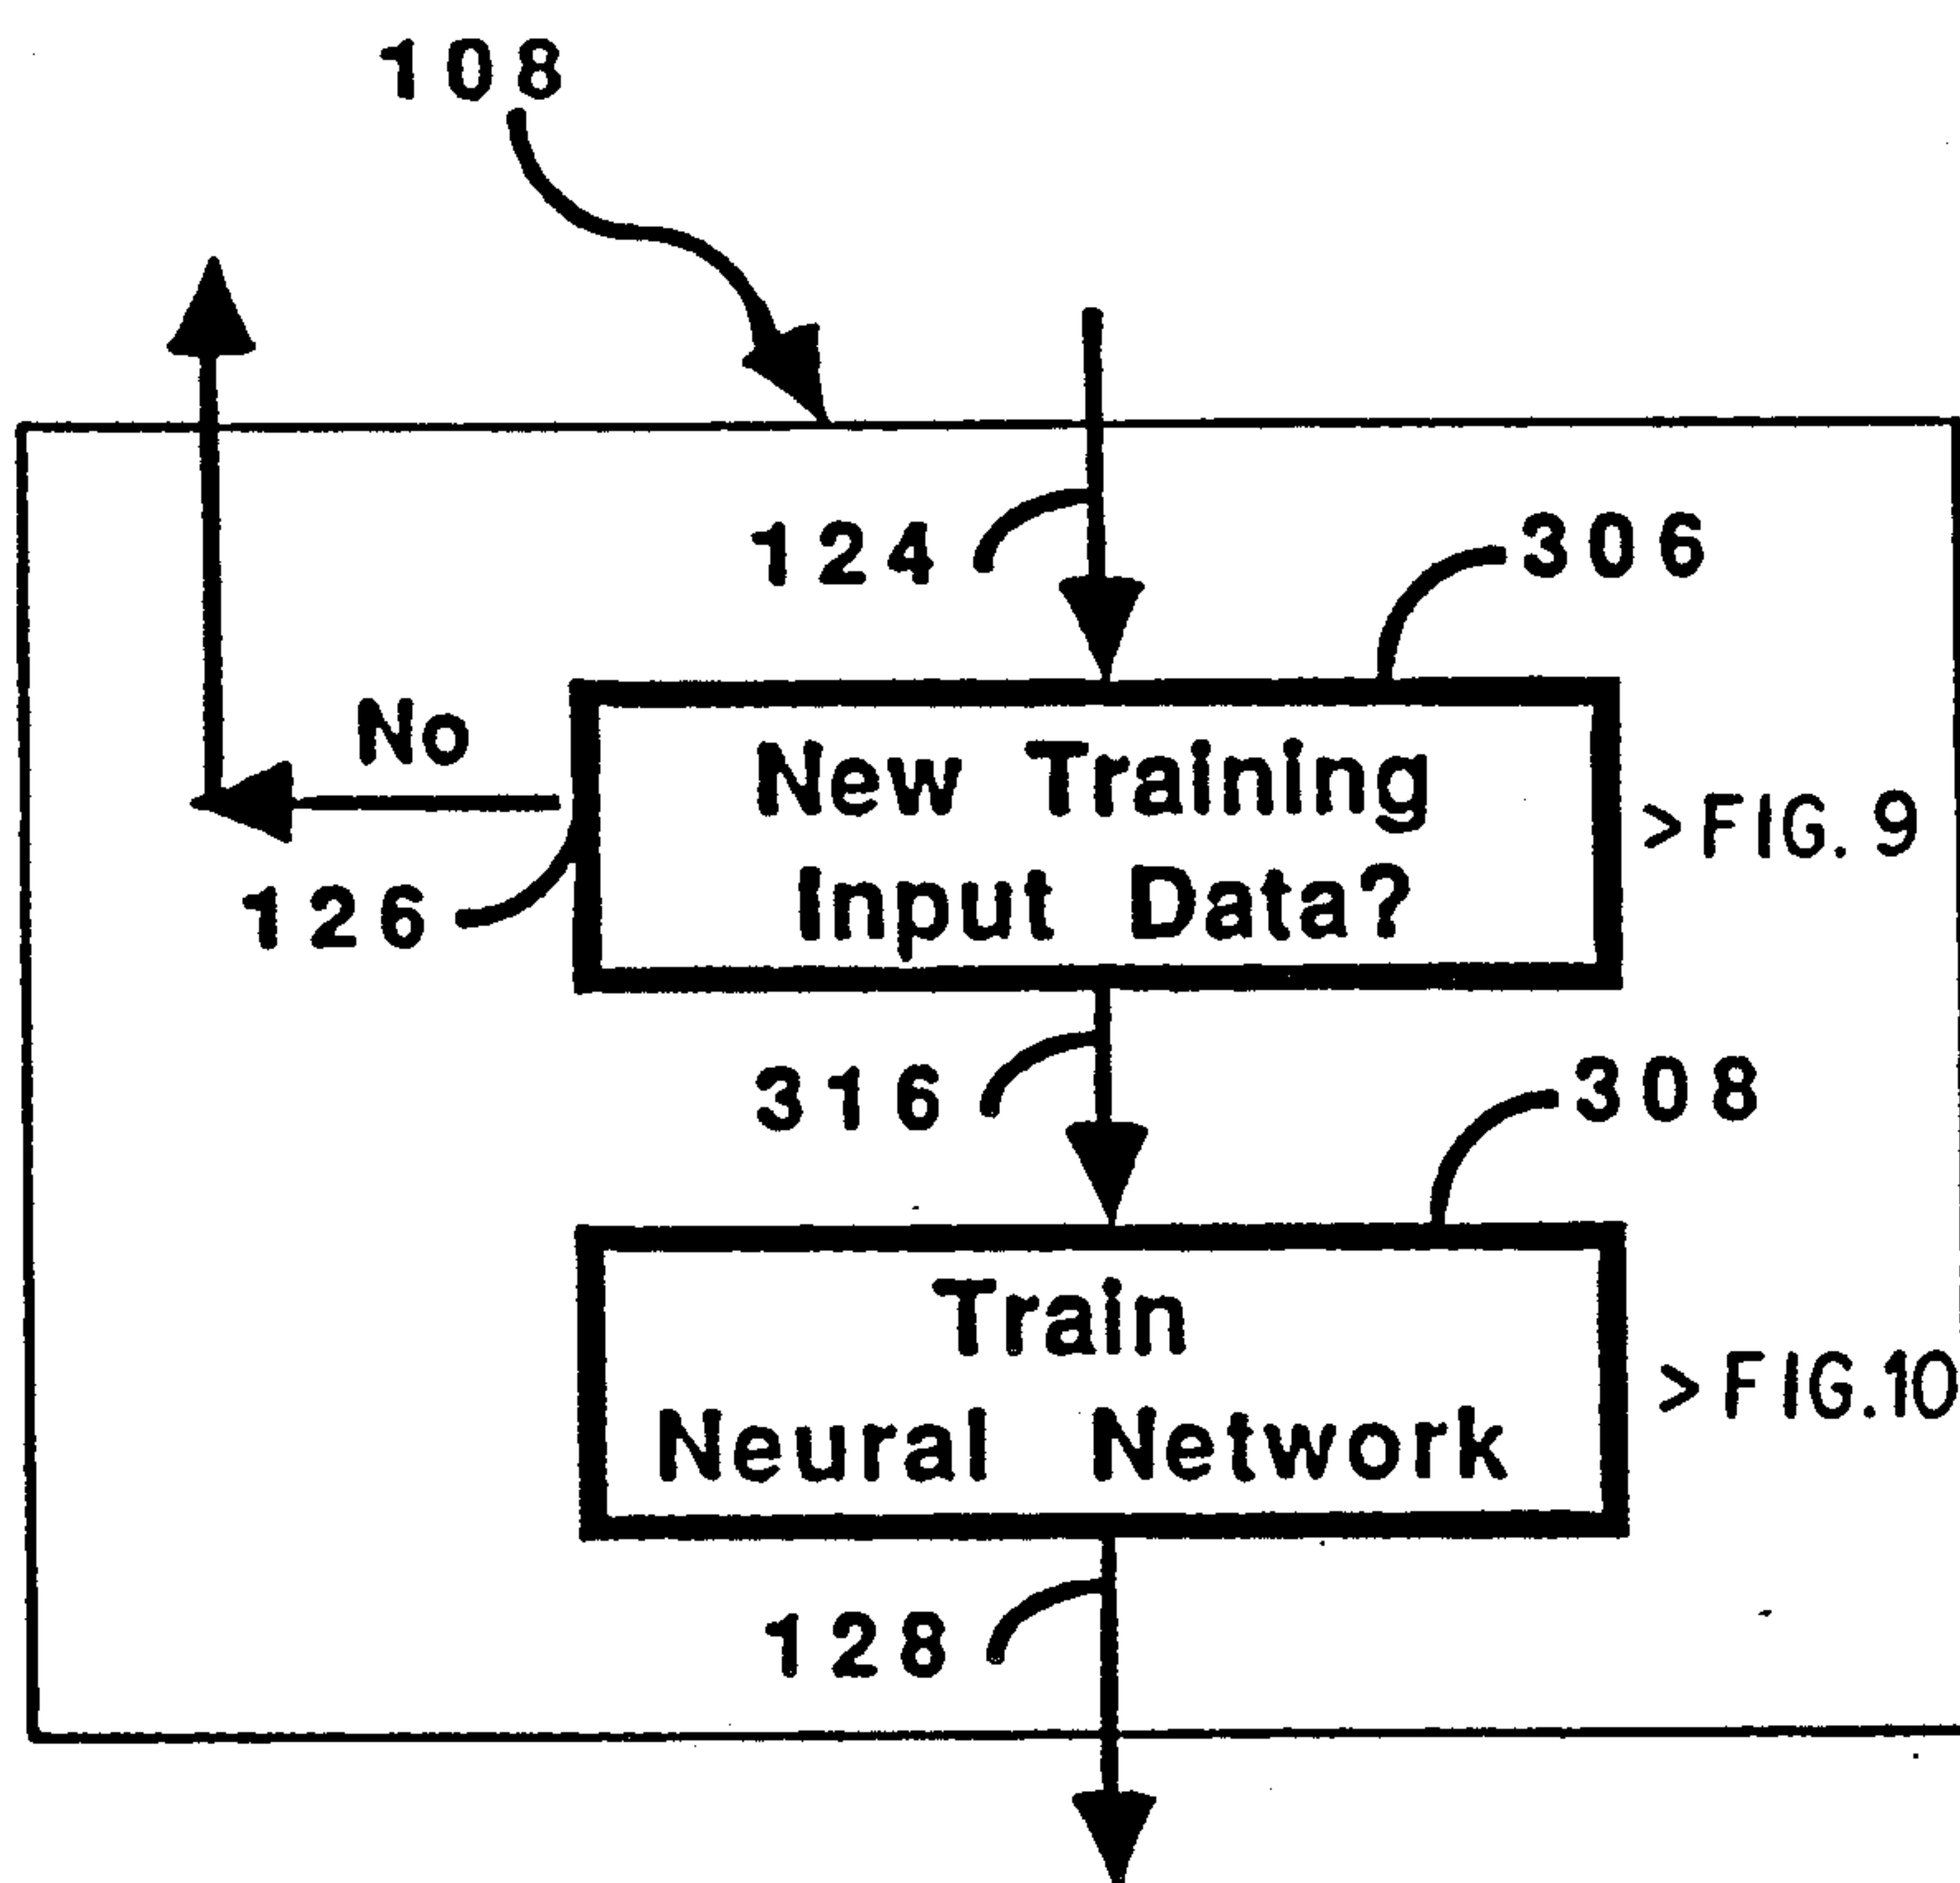 108
124
306
No
New Training
Input Data?
>FIG. 9
126
316
308
Train
Neural Network
>FIG.10
128